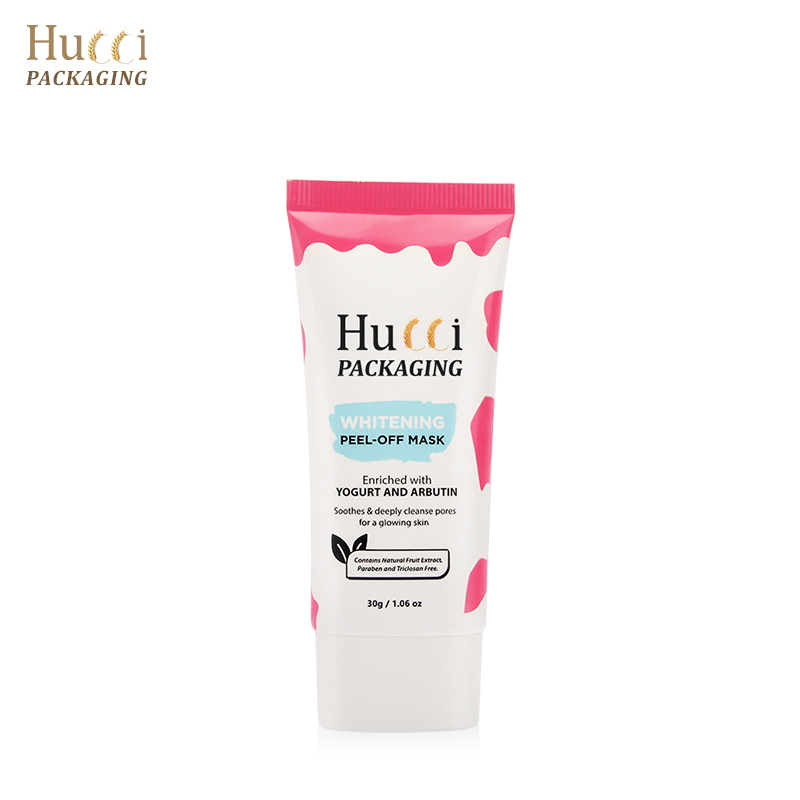 Hucci
PACKAGING
Hucci
PACKAGING
WHITENING
PEEL-OFF MASK
Enriched with
YOGURT AND ARBUTIN
Soothes & deeply cleanse pores
for a glowing skin
Contains Natural Fruit Extract,
Paraben and Triclosan Free.
30g / 1.06 oz